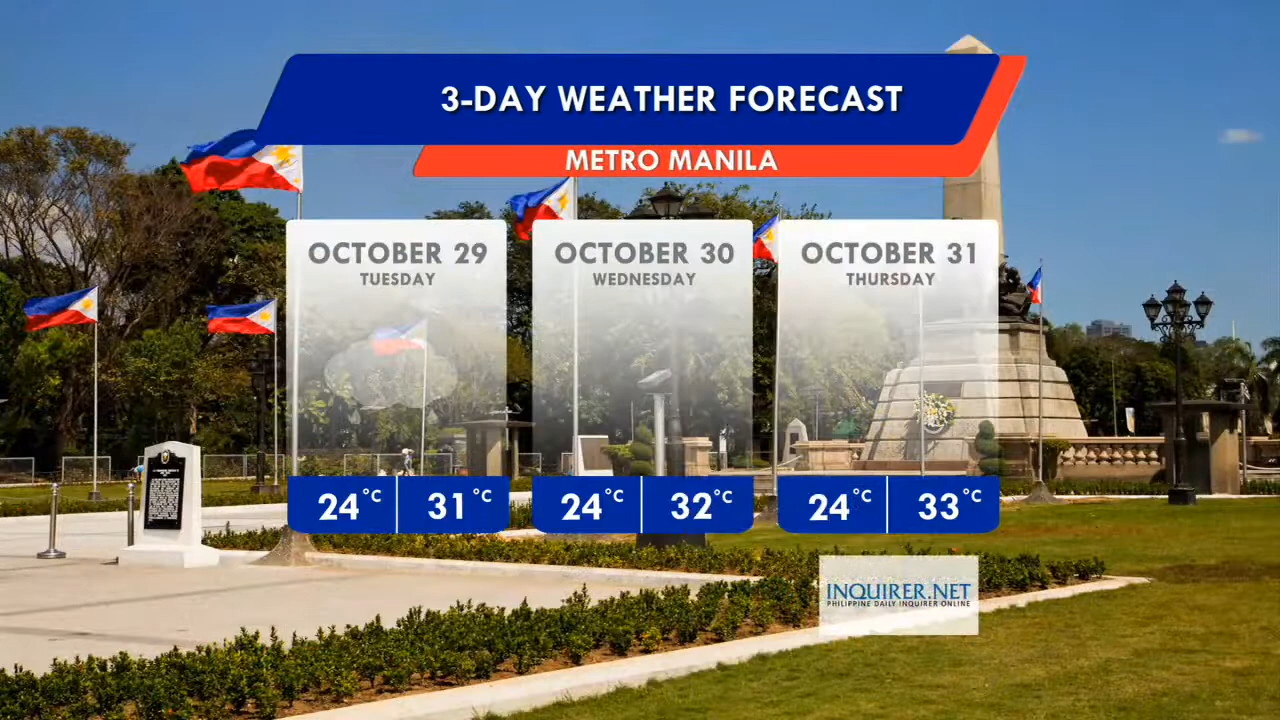 3-DAY WEATHER FORECAST
METRO MANILA
OCTOBER 29
TUESDAY
24°C 31°C
OCTOBER 30
WEDNESDAY
24°C 32°C
OCTOBER 31
THURSDAY
24°C 33°C
INQUIRER.NET
PHILIPPINE DAILY INQUIRER ONLINE